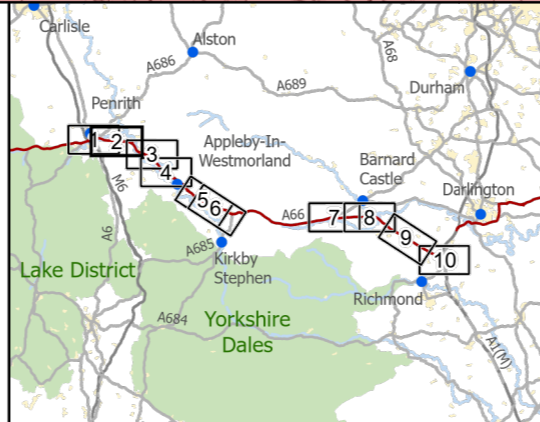 Carlisle
Alston
A68
A686
A689
Durham
Penrith
1
2
3
4
5
6
Appleby-In-
Westmorland
Barnard
Castle
Darlington
M6
A66
7
8
9
10
A6
A685
Kirkby
Stephen
Lake District
Richmond
A684
Yorkshire
Dales
A1(M)